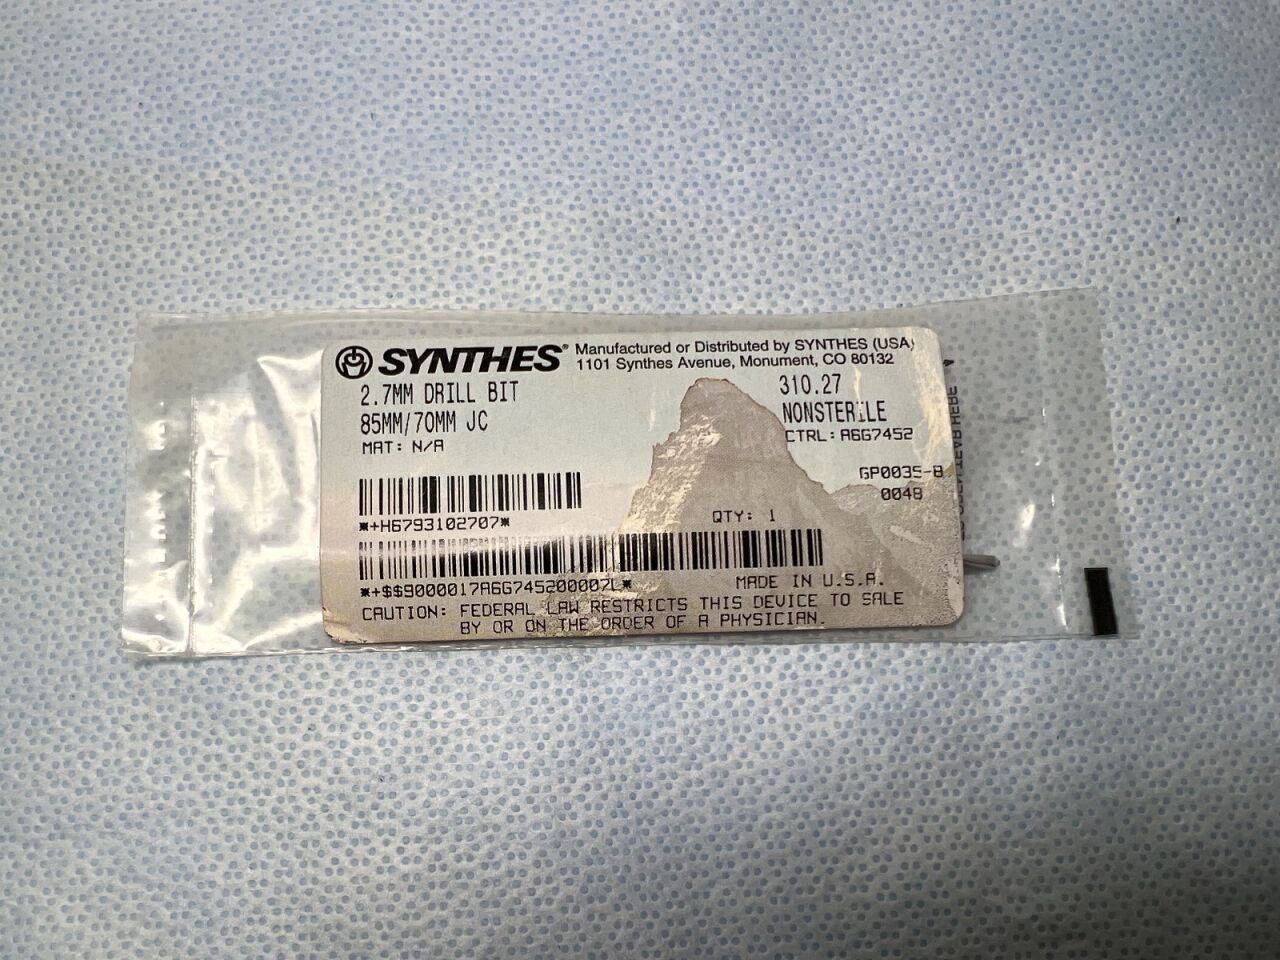 SYNTHES® Manufactured or Distributed by SYNTHES (USA)
1101 Synthes Avenue, Monument, CO 80132
2.7MM DRILL BIT
310.27
85MM/70MM JC
NONSTERILE
MAT: N/A
CTRL: A6G7452
GP0035-B
0048
*+H6793102707*
QTY: 1
*+$$9000017A6G745200007L*
MADE IN U.S.A.
CAUTION: FEDERAL LAW RESTRICTS THIS DEVICE TO SALE
BY OR ON THE ORDER OF A PHYSICIAN.
HERE